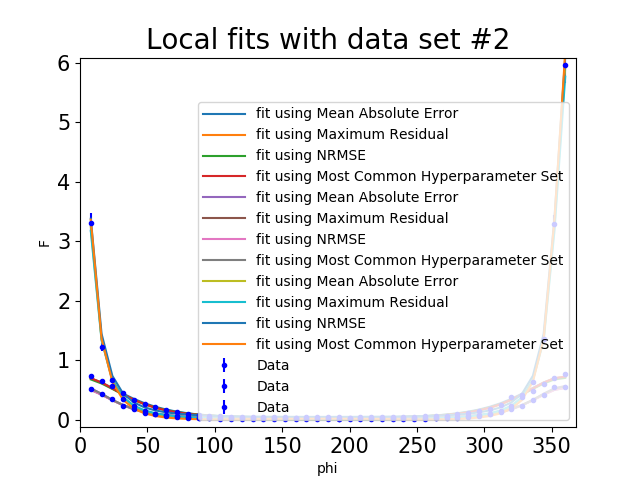 Local fits with data set #2
F
6
5
4
3
2
1
0
fit using Mean Absolute Error
fit using Maximum Residual
fit using NRMSE
fit using Most Common Hyperparameter Set
fit using Mean Absolute Error
fit using Maximum Residual
fit using NRMSE
fit using Most Common Hyperparameter Set
fit using Mean Absolute Error
fit using Maximum Residual
fit using NRMSE
fit using Most Common Hyperparameter Set
Data
Data
Data
0 50 100 150 200 250 300 350
phi